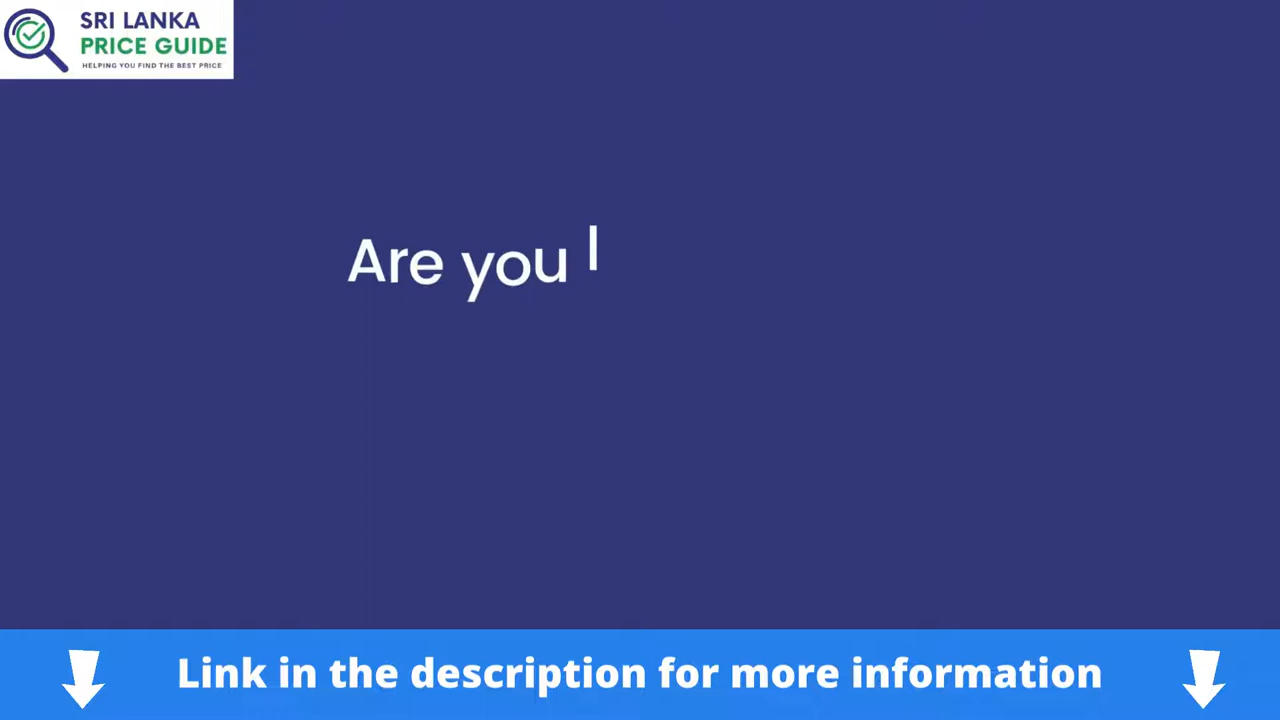 SRI LANKA
PRICE GUIDE
HELPING YOU FIND THE BEST PRICE
Are you l
Link in the description for more information